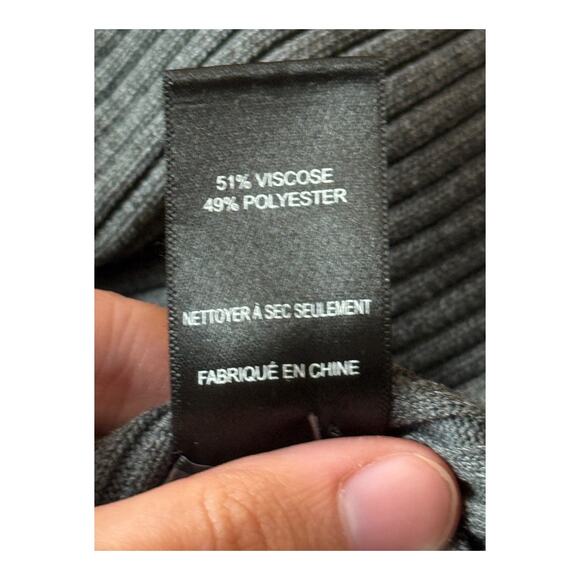 51% VISCOSE
49% POLYESTER
NETTOYER À SEC SEULEMENT
FABRIQUÉ EN CHINE